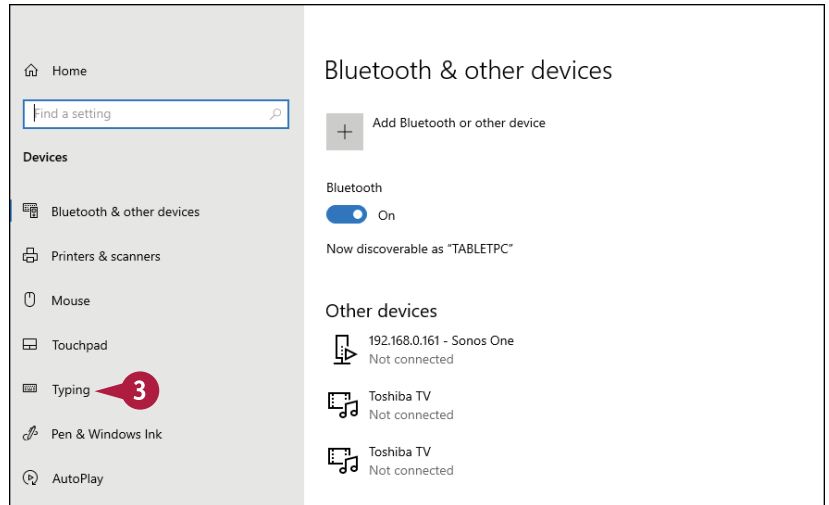 Home
Find a setting
Devices
Bluetooth & other devices
Printers & scanners
Mouse
Touchpad
Typing
3
Pen & Windows Ink
AutoPlay
Bluetooth & other devices
Add Bluetooth or other device
Bluetooth
On
Now discoverable as “TABLETPC”
Other devices
192.168.0.161 - Sonos One
Not connected
Toshiba TV
Not connected
Toshiba TV
Not connected